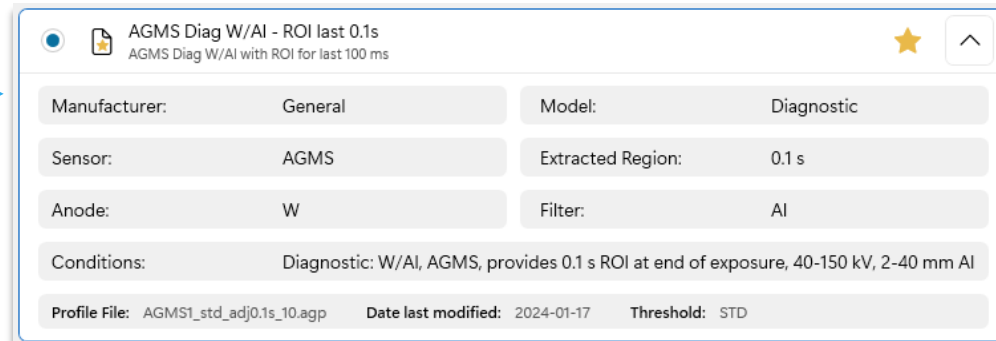 AGMS Diag W/Al - ROI last 0.1s
AGMS Diag W/Al with ROI for last 100 ms
Manufacturer: General Model: Diagnostic
Sensor: AGMS Extracted Region: 0.1 s
Anode: W Filter: Al
Conditions: Diagnostic: W/Al, AGMS, provides 0.1 s ROI at end of exposure, 40-150 kV, 2-40 mm Al
Profile File: AGMS1_std_adj0.1s_10.agp Date last modified: 2024-01-17 Threshold: STD